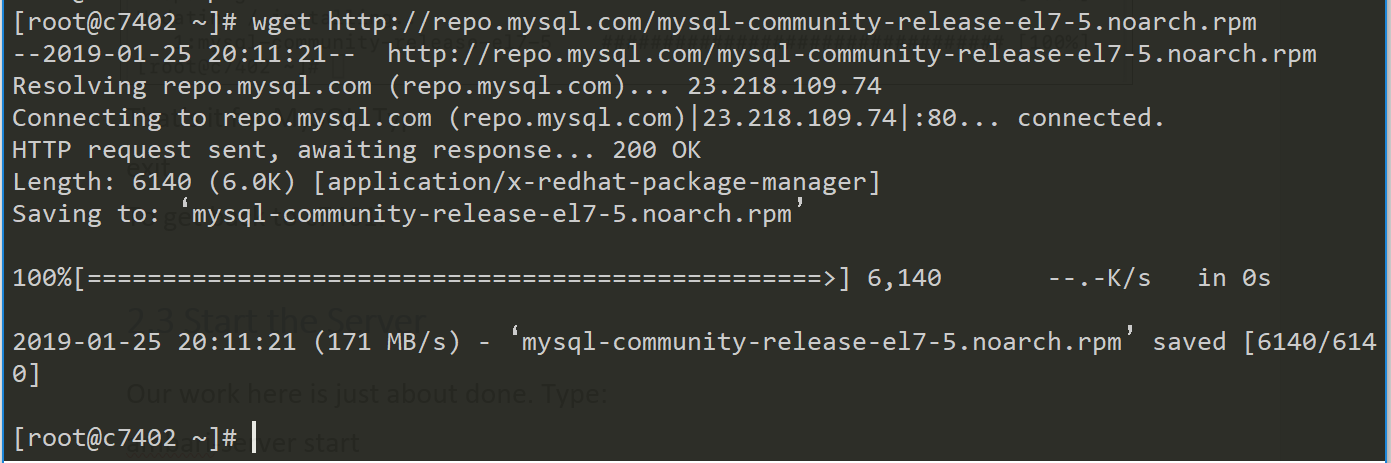 [root@c7402 ~]# wget http://repo.mysql.com/mysql-community-release-el7-5.noarch.rpm
--2019-01-25 20:11:21--  http://repo.mysql.com/mysql-community-release-el7-5.noarch.rpm
Resolving repo.mysql.com (repo.mysql.com)... 23.218.109.74
Connecting to repo.mysql.com (repo.mysql.com)|23.218.109.74|:80... connected.
HTTP request sent, awaiting response... 200 OK
Length: 6140 (6.0K) [application/x-redhat-package-manager]
Saving to: ‘mysql-community-release-el7-5.noarch.rpm’
100%[=================================================>] 6,140       --.-K/s   in 0s
2.3 Start the Server
2019-01-25 20:11:21 (171 MB/s) - ‘mysql-community-release-el7-5.noarch.rpm’ saved [6140/614
0]
Our work here is just about done. Type:
[root@c7402 ~]#
start